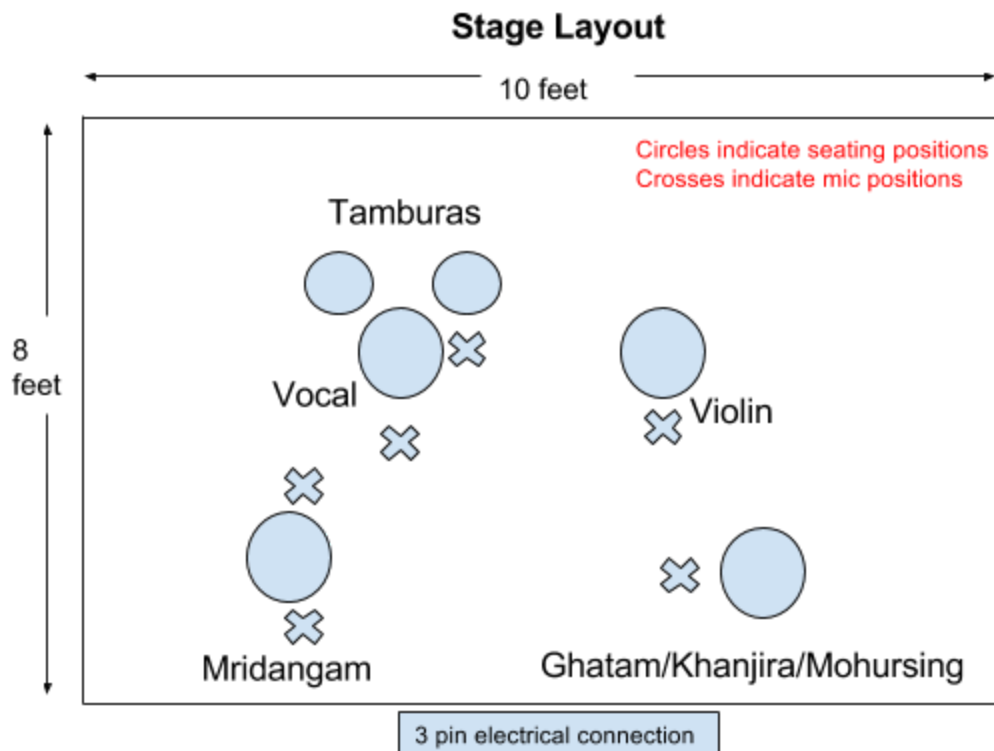 Stage Layout
10 feet
Circles indicate seating positions
Crosses indicate mic positions
Tamburas
8
feet
Vocal
Violin
Mridangam
Ghatam/Khanjira/Mohursing
3 pin electrical connection